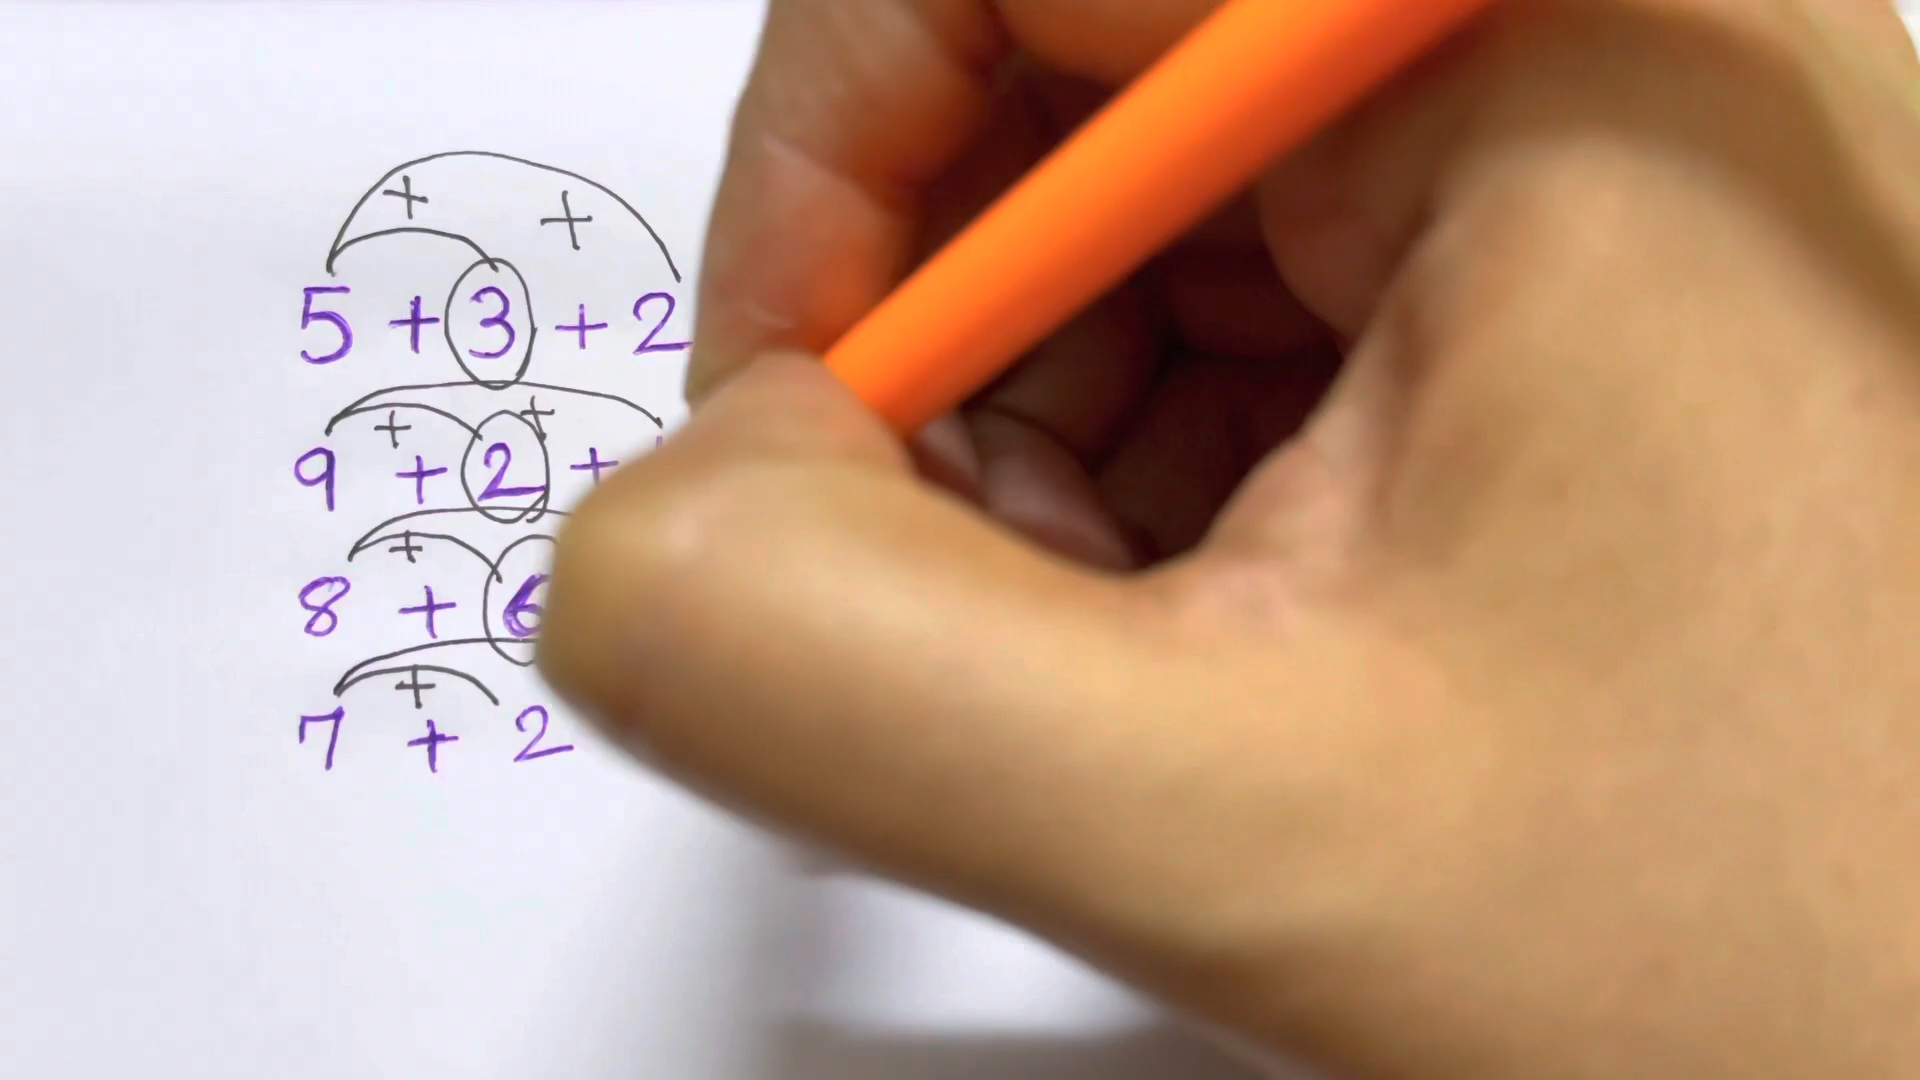 + +
5 + 3 + 2
+ +
9 + 2 +
+
8 + 6
+
7 + 2